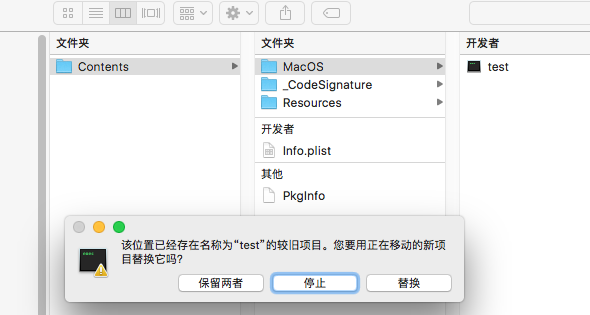 文件夹
文件夹
开发者
Contents
MacOS
test
_CodeSignature
Resources
开发者
Info.plist
其他
PkgInfo
该位置已经存在名称为“test”的较旧项目。您要用正在移动的新项
目替换它吗?
保留两者
停止
替换